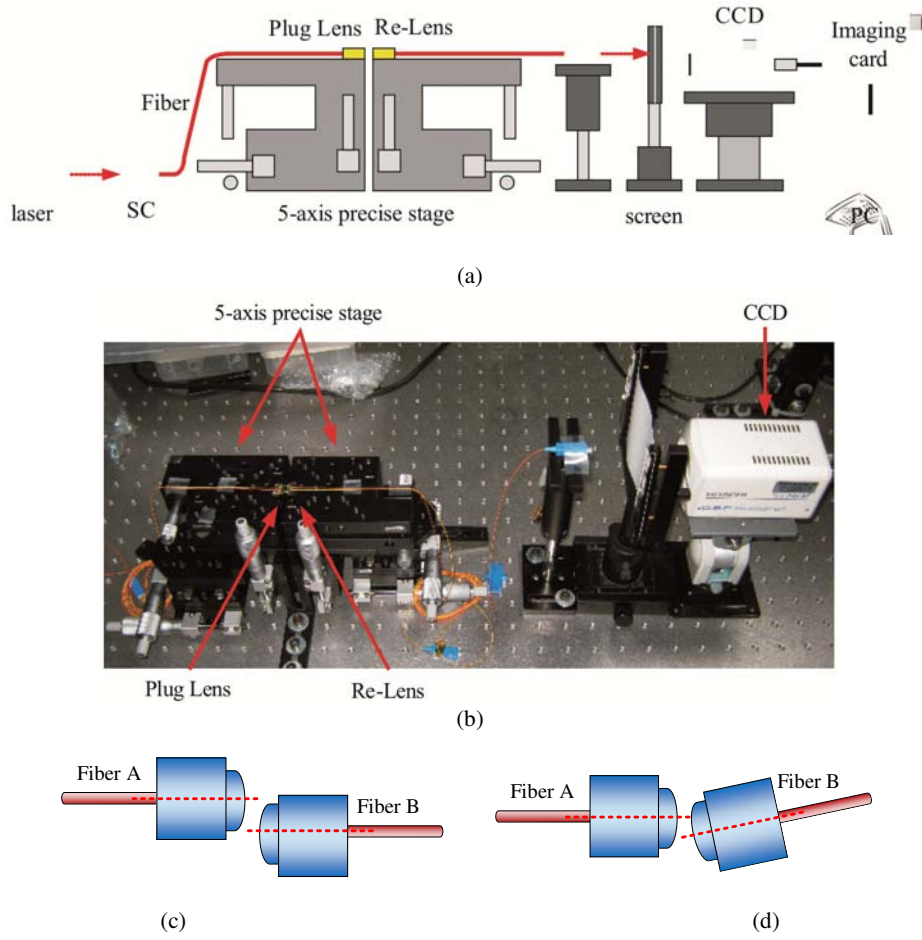 Plug Lens Re-Lens
CCD
Imaging
card
Fiber
laser
SC
5-axis precise stage
screen
PC
(a)
5-axis precise stage
CCD
HITACHI
Plug Lens
Re-Lens
(b)
Fiber A
Fiber B
Fiber A
Fiber B
(c)
(d)